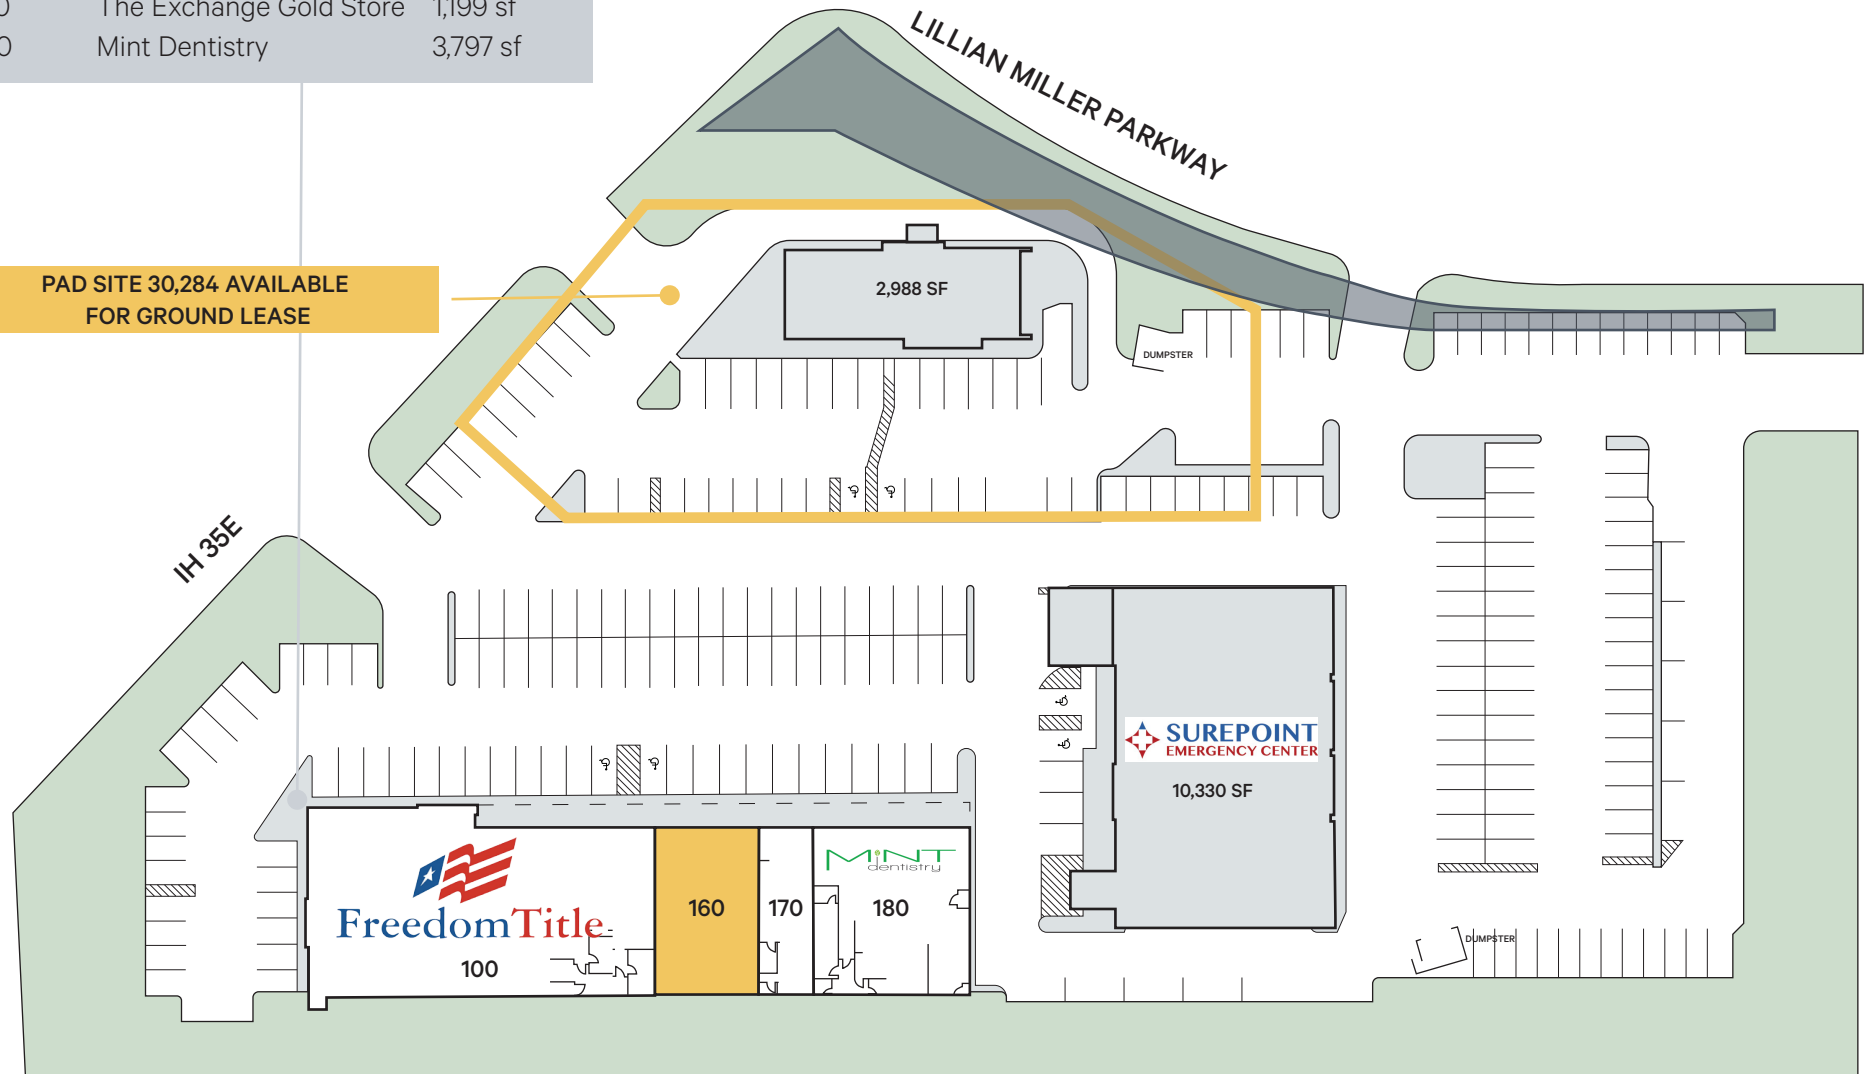 0 The Exchange Gold Store 1,199 sf
0 Mint Dentistry 3,797 sf
LILLIAN MILLER PARKWAY
PAD SITE 30,284 AVAILABLE
FOR GROUND LEASE
2,988 SF
DUMPSTER
IH 35E
SUREPOINT
EMERGENCY CENTER
10,330 SF
MiNT
dentistry
FreedomTitle
100
160
170
180
DUMPSTER